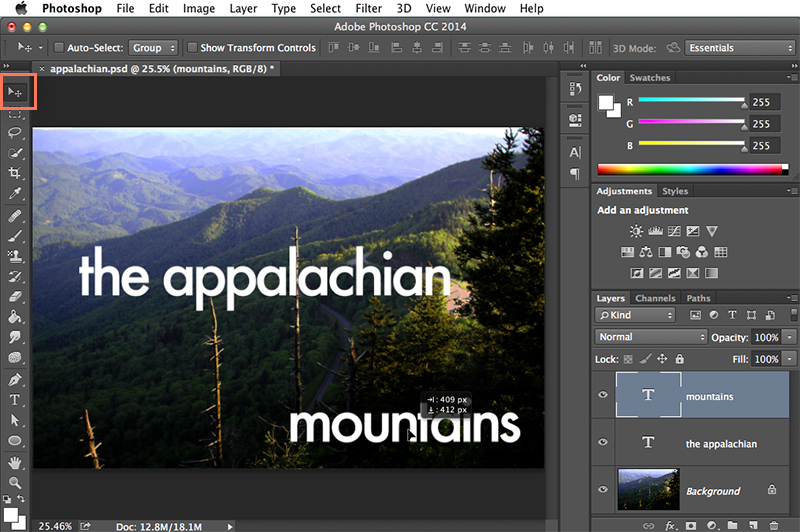 Photoshop File Edit Image Layer Type Select Filter 3D View Window Help
Adobe Photoshop CC 2014
Auto-Select: Group Show Transform Controls 3D Mode: Essentials
× appalachian.psd @ 25.5% (mountains, RGB/8) *
Color Swatches
R 255
G 255
B 255
Adjustments Styles
Add an adjustment
the appalachian
Layers Channels Paths
Kind
Normal Opacity: 100%
Lock: Fill: 100%
: 409 px
: 412 px
mountains
T mountains
T the appalachian
Background
25.46% Doc: 12.8M/18.1M